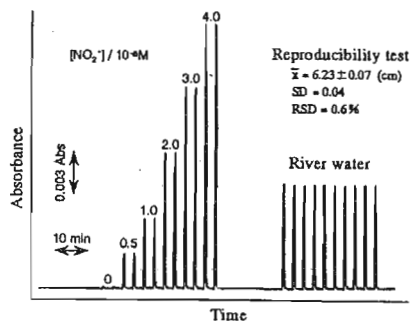 4.0
[NO₂⁻] / 10⁻⁶M
Reproducibility test
x̄ = 6.23±0.07 (cm)
SD = 0.04
RSD = 0.6%
3.0
2.0
River water
Absorbance
0.003 Abs
1.0
10 min
0.5
0
Time